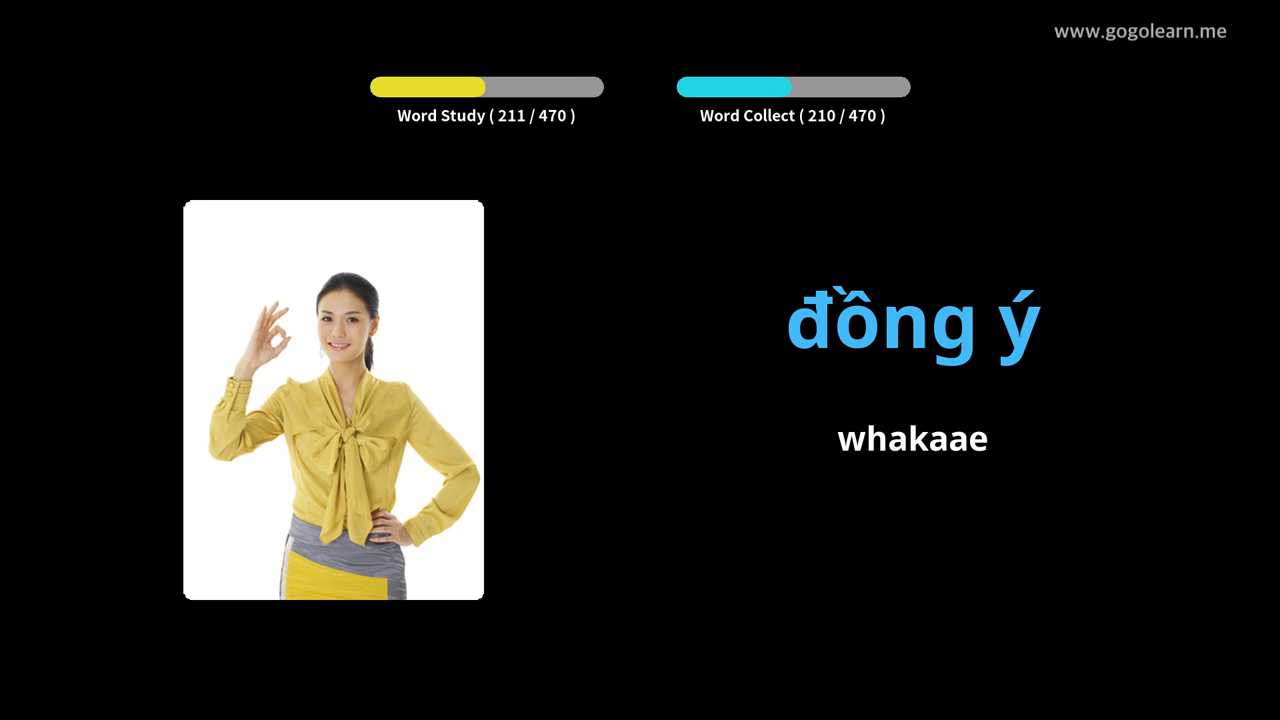 www.gogolearn.me
Word Study ( 211 / 470 )
Word Collect ( 210 / 470 )
đồng ý
whakaae